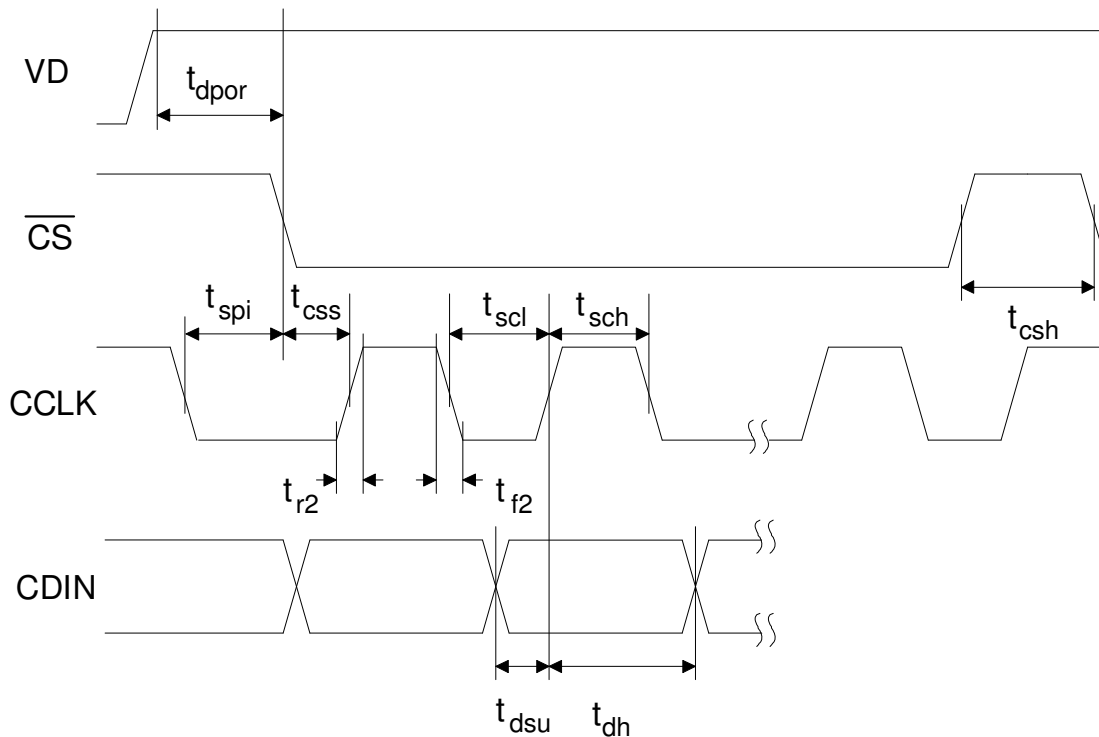 VD
t_dpor
CS
t_spi
t_css
t_scl
t_sch
t_csh
CCLK
t_r2
t_f2
CDIN
t_dsu
t_dh